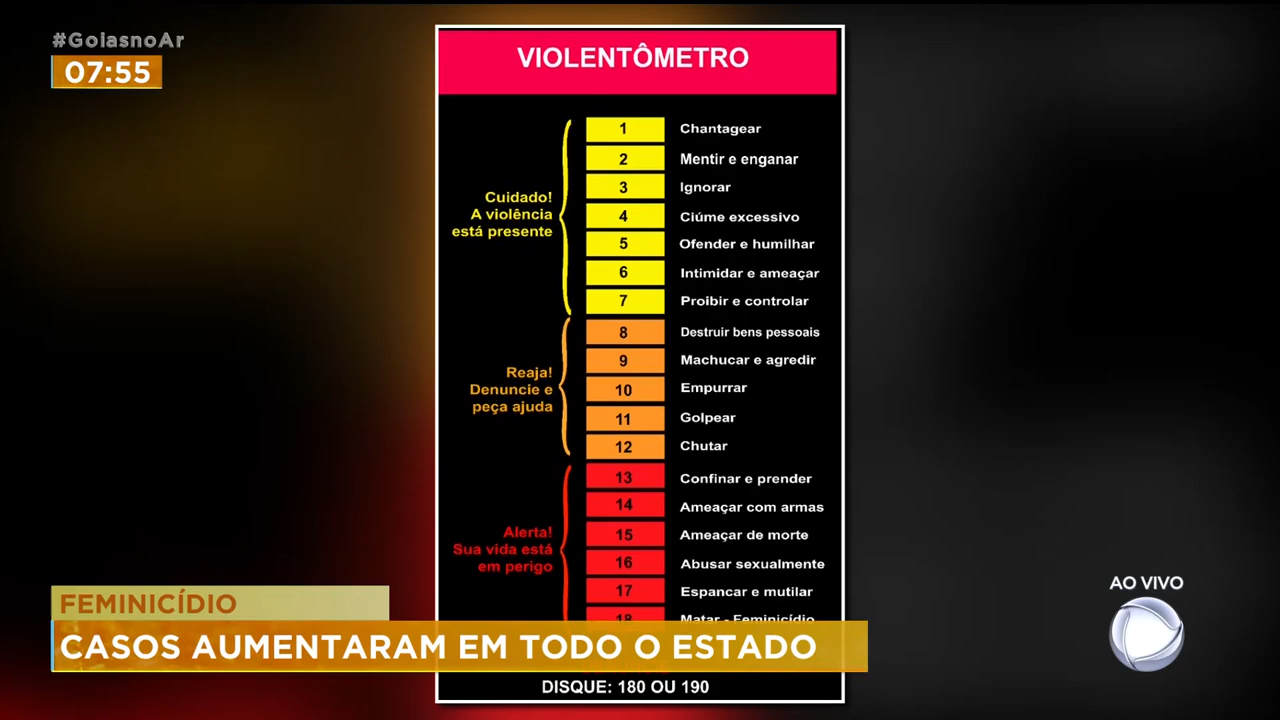 #GoiasnoAr
07:55
VIOLENTÔMETRO
Cuidado!
A violência
está presente
1 Chantagear
2 Mentir e enganar
3 Ignorar
4 Ciúme excessivo
5 Ofender e humilhar
6 Intimidar e ameaçar
7 Proibir e controlar
Reaja!
Denuncie e
peça ajuda
8 Destruir bens pessoais
9 Machucar e agredir
10 Empurrar
11 Golpear
12 Chutar
Alerta!
Sua vida está
em perigo
13 Confinar e prender
14 Ameaçar com armas
15 Ameaçar de morte
16 Abusar sexualmente
17 Espancar e mutilar
18 Matar - Feminicídio
AO VIVO
FEMINICÍDIO
CASOS AUMENTARAM EM TODO O ESTADO
DISQUE: 180 OU 190